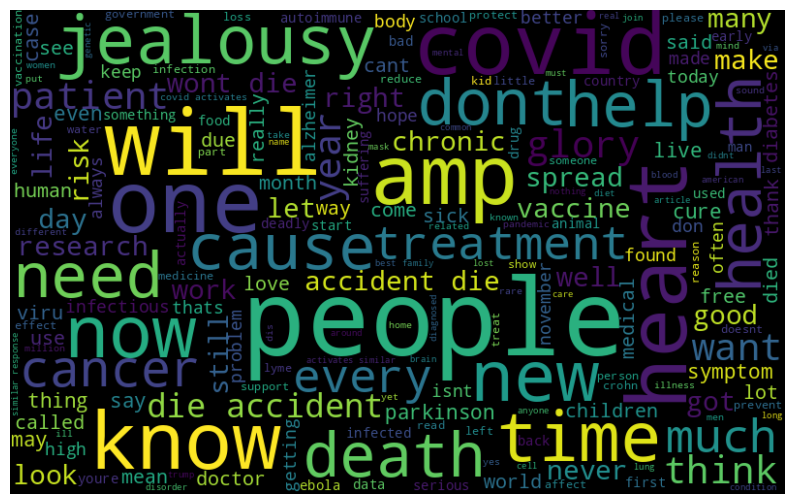 government loss autoimmune body school protect real join please many early
vaccination jealousy covid said mind via
women case see keep infection bad better made make
put patient wont die cant reduce kid little country today sorry mental must
everyone even something right hope donthelp health sound
covid activates food drug
life water really alzheimer kidney suffering chronic glory man diabetes
risk will due take name part year common someone live didnt last
human always month mask amp spread nothing diet blood american
different day one let way come sick vaccine known pandemic article used cure thank
research actually deadly start related animal don often died
medicine cause treatment found reason
need work love accident die best family lost show well november medical free
infectious thats rare good doesnt
viru effect use problem still dis around home diagnosed care treat want
similar response million now people heart
cancer lyme activates similar brain new person crohn illness symptom
thing support every isnt children got lot prevent
called say die accident yet parkinson anyone men long
may ill know getting infected read left time much
high youre mean doctor death back never
look genetic trump ebola data serious yes cell lung world affect first think condition
disorder